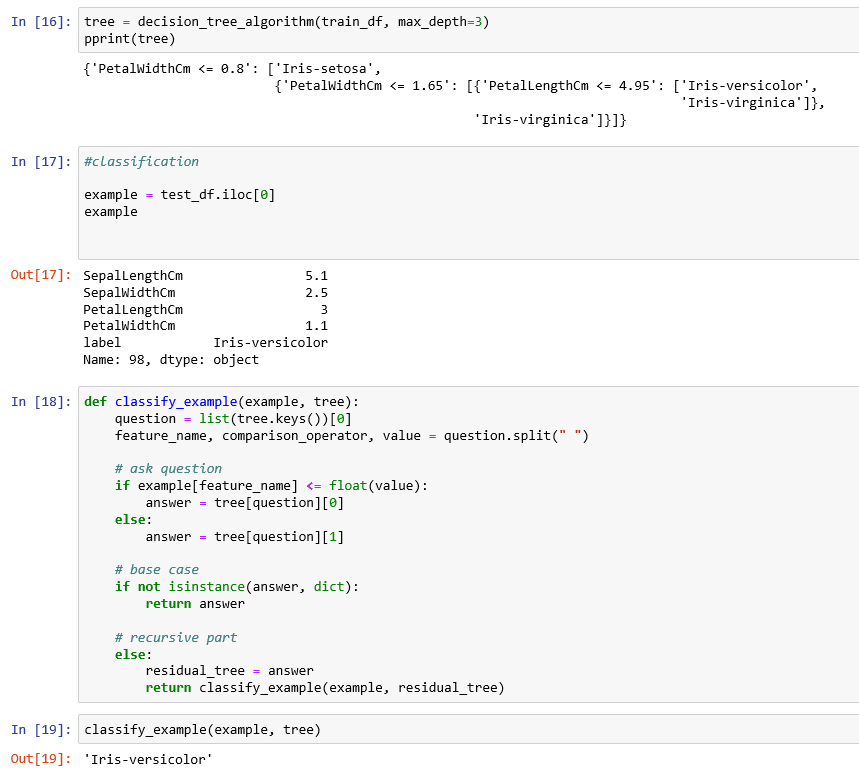 In [16]: tree = decision_tree_algorithm(train_df, max_depth=3)
pprint(tree)
{'PetalWidthCm <= 0.8': ['Iris-setosa',
{'PetalWidthCm <= 1.65': [{'PetalLengthCm <= 4.95': ['Iris-versicolor',
'Iris-virginica']},
'Iris-virginica']}]}
In [17]: #classification
example = test_df.iloc[0]
example
Out[17]: SepalLengthCm 5.1
SepalWidthCm 2.5
PetalLengthCm 3
PetalWidthCm 1.1
label Iris-versicolor
Name: 98, dtype: object
In [18]: def classify_example(example, tree):
question = list(tree.keys())[0]
feature_name, comparison_operator, value = question.split(" ")
# ask question
if example[feature_name] <= float(value):
answer = tree[question][0]
else:
answer = tree[question][1]
# base case
if not isinstance(answer, dict):
return answer
# recursive part
else:
residual_tree = answer
return classify_example(example, residual_tree)
In [19]: classify_example(example, tree)
Out[19]: 'Iris-versicolor'